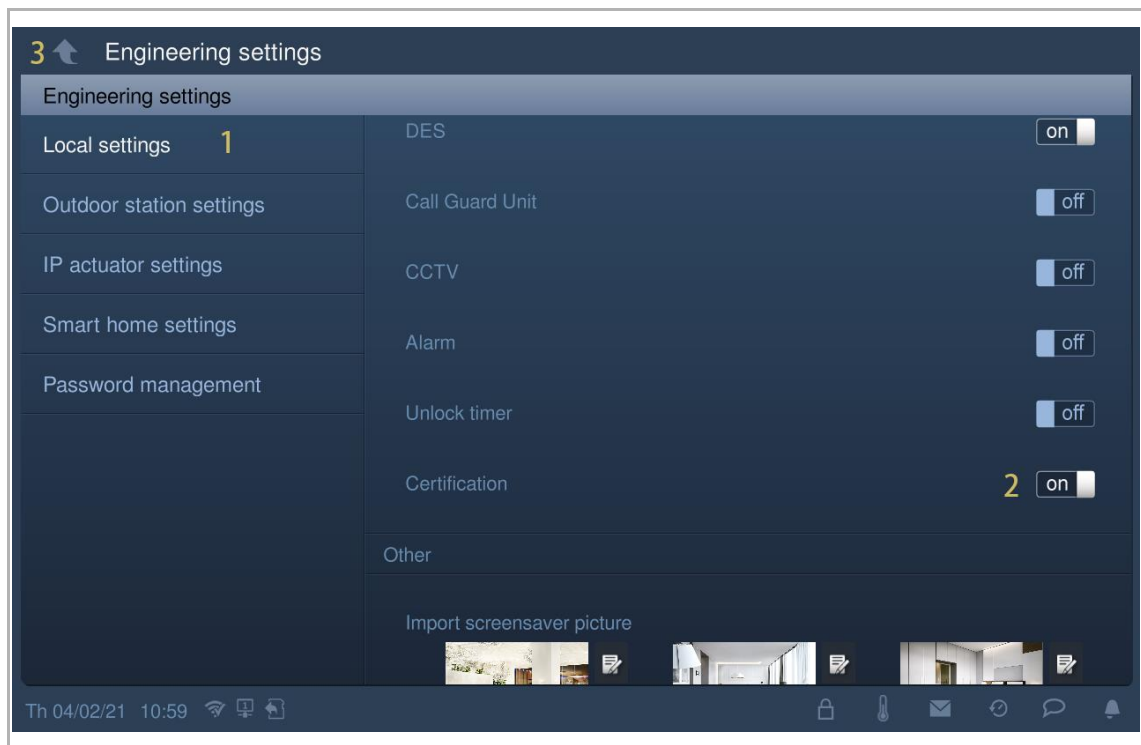 3 Engineering settings
Engineering settings
Local settings 1
Outdoor station settings
IP actuator settings
Smart home settings
Password management
DES on
Call Guard Unit off
CCTV off
Alarm off
Unlock timer off
Certification 2 on
Other
Import screensaver picture
Th 04/02/21 10:59 1